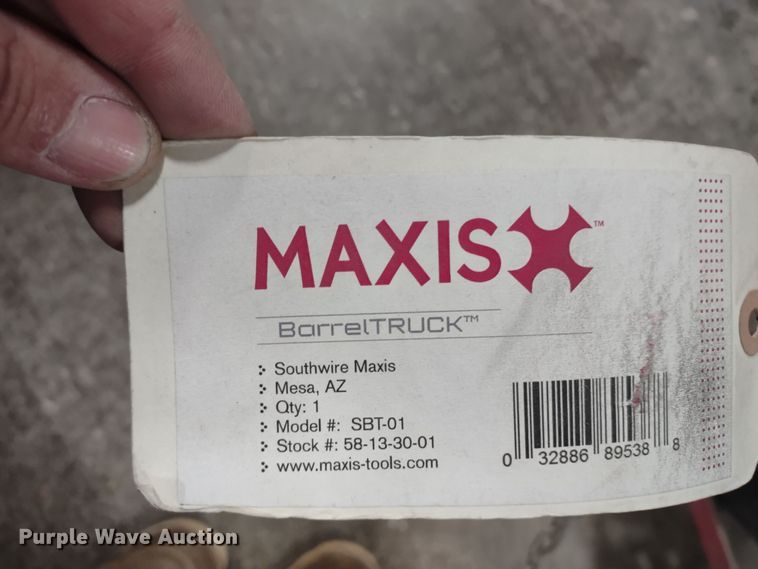 MAXIS™
BarrelTRUCK™
Southwire Maxis
Mesa, AZ
Qty: 1
Model #: SBT-01
Stock #: 58-13-30-01
www.maxis-tools.com
0 32886 89538 8
Purple Wave Auction